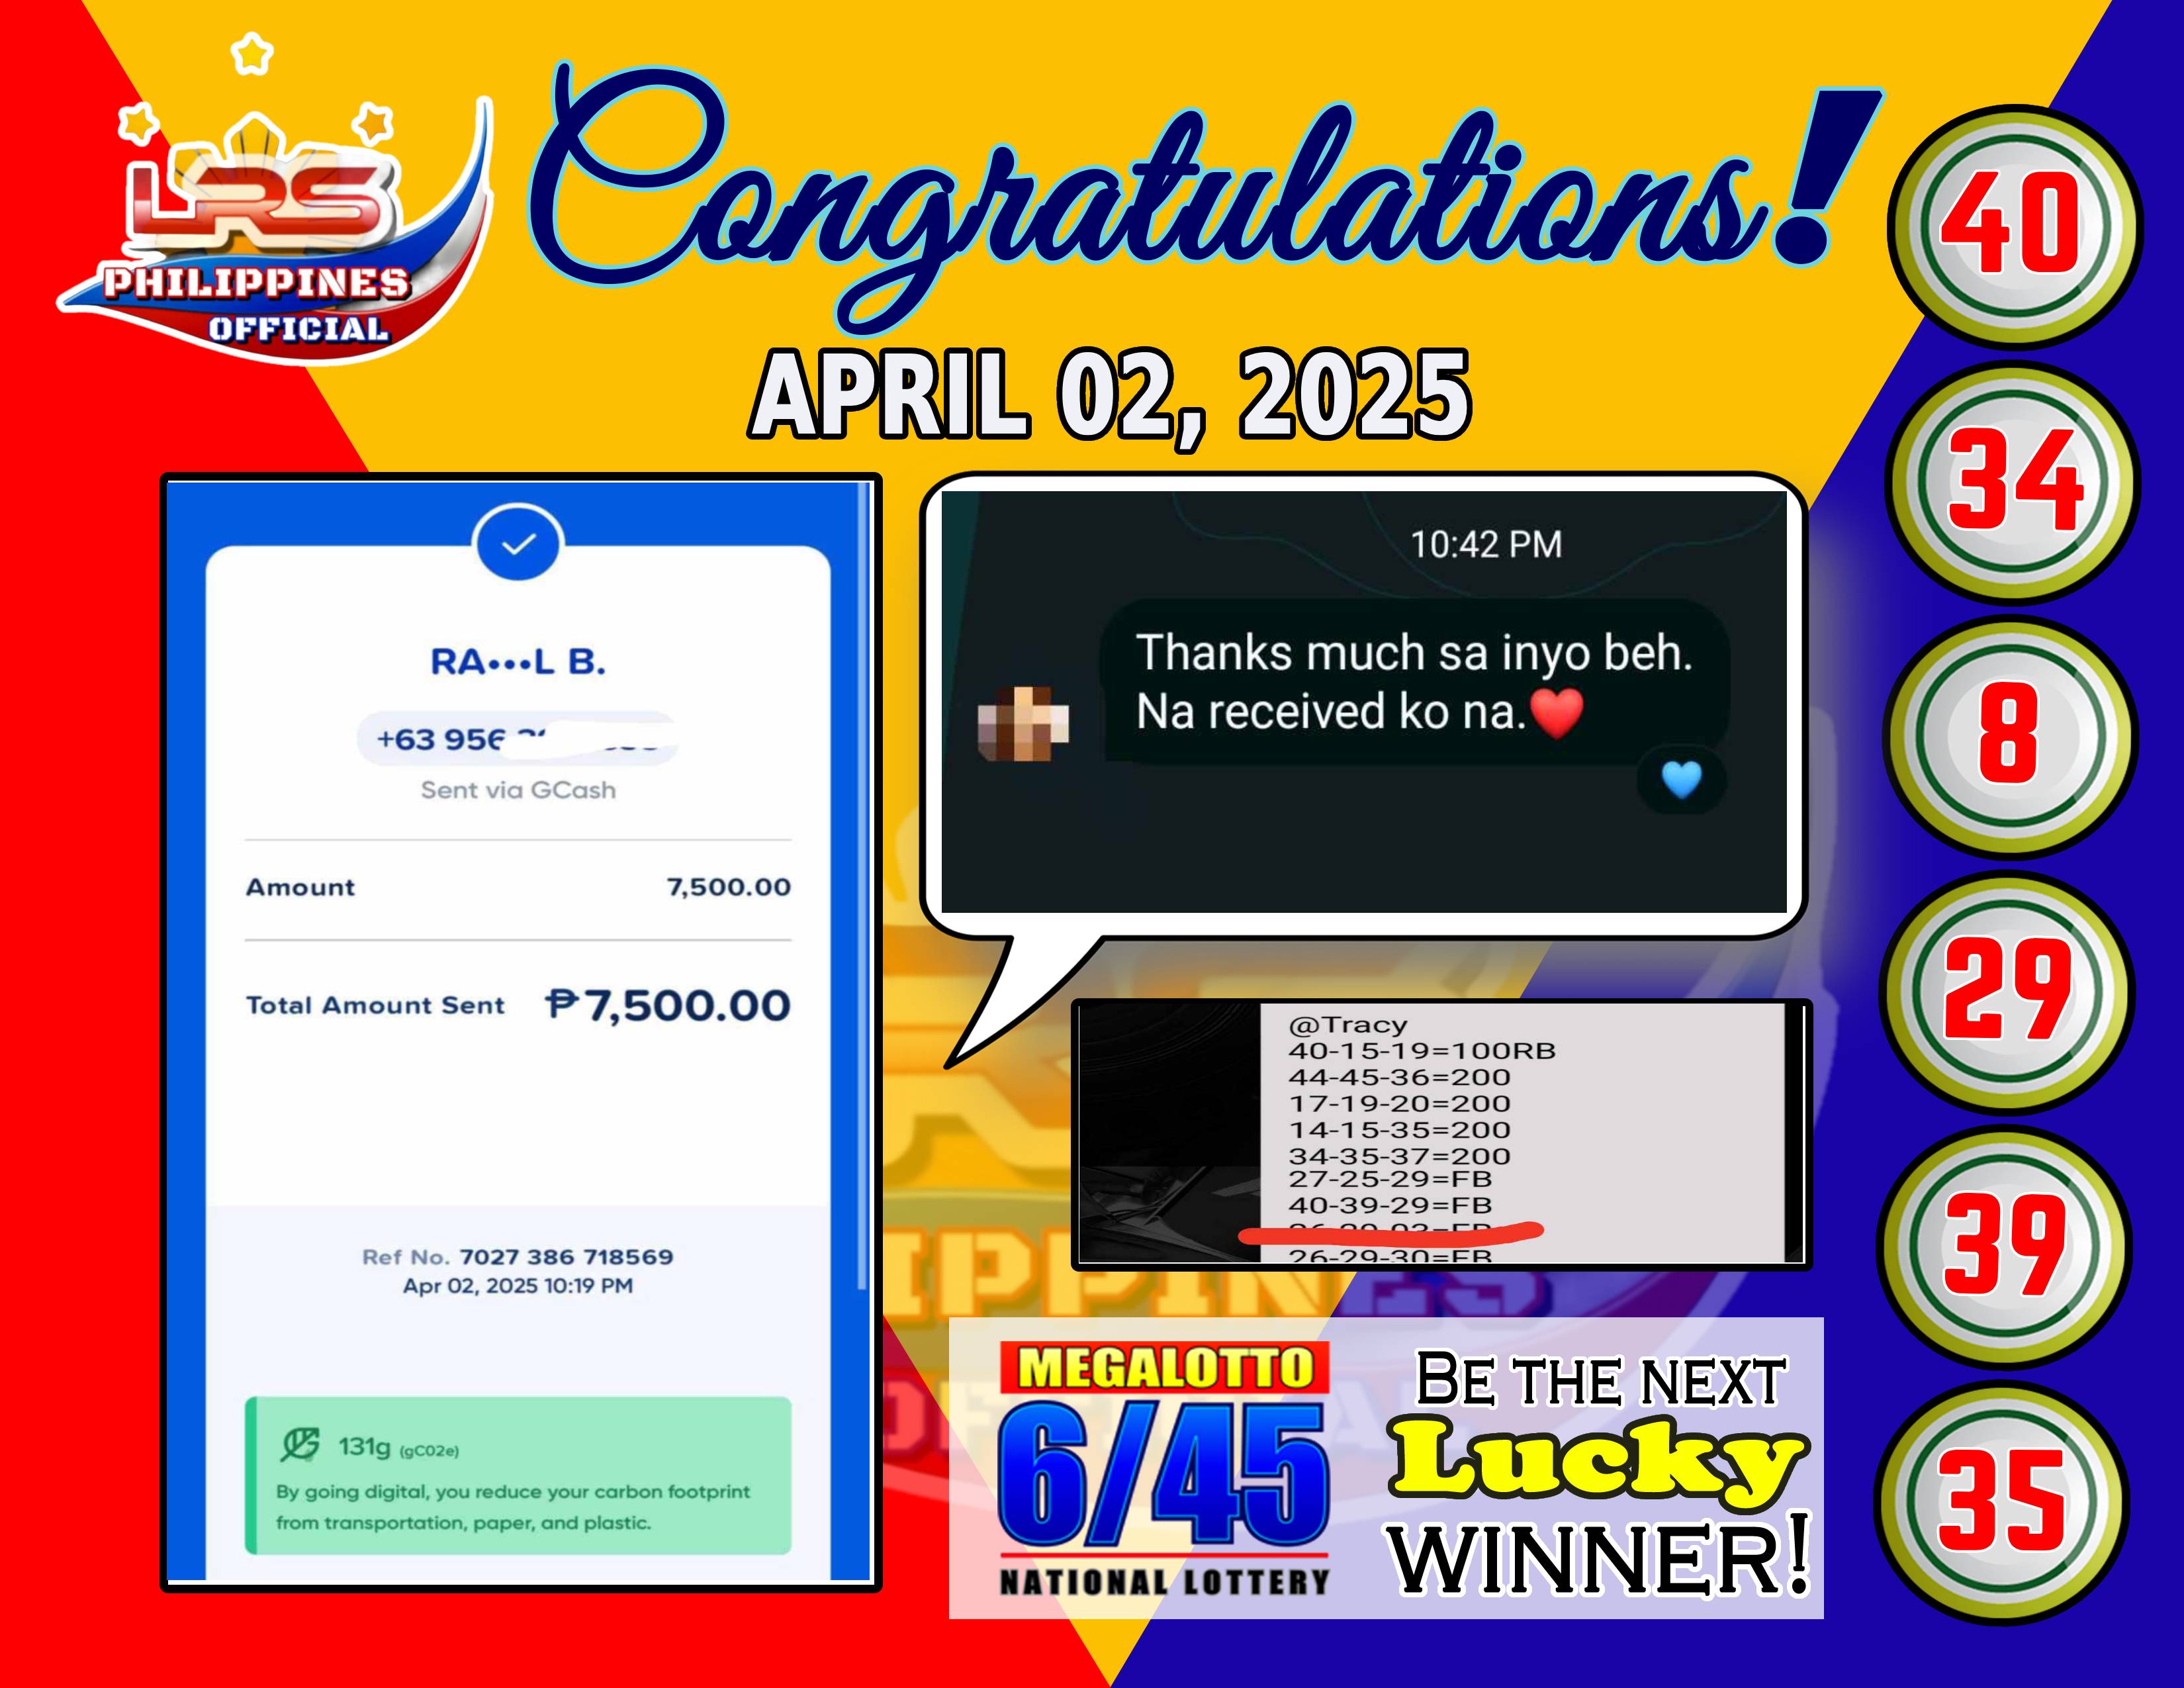 LRS
PHILIPPINES
OFFICIAL
Congratulations!
APRIL 02, 2025
RA•••L B.
+63 956
Sent via GCash
Amount 7,500.00
Total Amount Sent ₱7,500.00
Ref No. 7027 386 718569
Apr 02, 2025 10:19 PM
131g (gC02e)
By going digital, you reduce your carbon footprint
from transportation, paper, and plastic.
10:42 PM
Thanks much sa inyo beh.
Na received ko na.❤️
@Tracy
40-15-19=100RB
44-45-36=200
17-19-20=200
14-15-35=200
34-35-37=200
27-25-29=FB
40-39-29=FB
26-29-30=FB
MEGALOTTO
6/45
NATIONAL LOTTERY
BE THE NEXT
Lucky
WINNER!
40
34
8
29
39
35